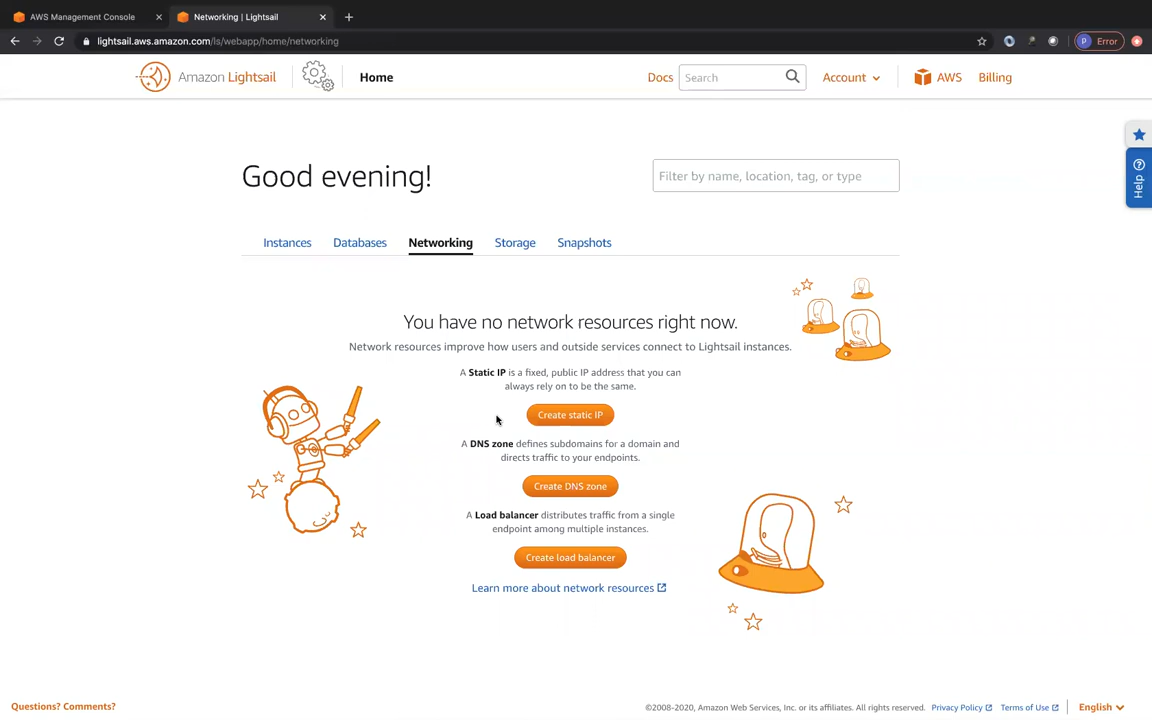 AWS Management Console
Networking | Lightsail
lightsail.aws.amazon.com/ls/webapp/home/networking
P Error
Amazon Lightsail
Home
Docs
Search
Account
AWS
Billing
Help
Good evening!
Filter by name, location, tag, or type
Instances
Databases
Networking
Storage
Snapshots
You have no network resources right now.
Network resources improve how users and outside services connect to Lightsail instances.
A Static IP is a fixed, public IP address that you can
always rely on to be the same.
Create static IP
A DNS zone defines subdomains for a domain and
directs traffic to your endpoints.
Create DNS zone
A Load balancer distributes traffic from a single
endpoint among multiple instances.
Create load balancer
Learn more about network resources
Questions? Comments?
©2008-2020, Amazon Web Services, Inc. or its affiliates. All rights reserved.
Privacy Policy
Terms of Use
English